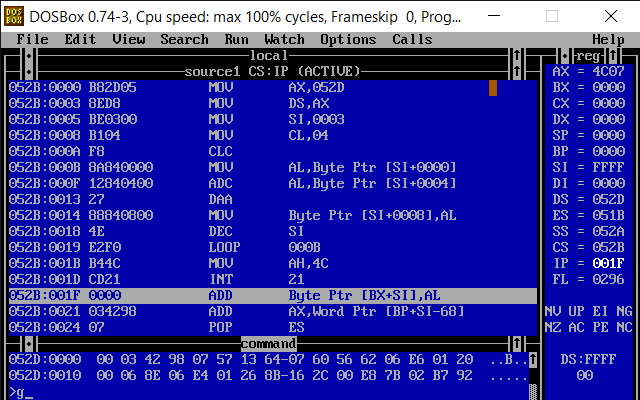 DOSBox 0.74-3, Cpu speed: max 100% cycles, Frameskip 0, Prog...
File Edit View Search Run Watch Options Calls Help
local
source1 CS:IP (ACTIVE)
052B:0000 B82D05 MOV AX,052D
052B:0003 8ED8 MOV DS,AX
052B:0005 BE0300 MOV SI,0003
052B:0008 B104 MOV CL,04
052B:000A F8 CLC
052B:000B 8A840000 MOV AL,Byte Ptr [SI+0000]
052B:000F 12840400 ADC AL,Byte Ptr [SI+0004]
052B:0013 27 DAA
052B:0014 88840800 MOV Byte Ptr [SI+0008],AL
052B:0018 4E DEC SI
052B:0019 E2F0 LOOP 000B
052B:001B B44C MOV AH,4C
052B:001D CD21 INT 21
052B:001F 0000 ADD Byte Ptr [BX+SI],AL
052B:0021 034298 ADD AX,Word Ptr [BP+SI-68]
052B:0024 07 POP ES
command
052D:0000 00 03 42 98 07 57 13 64-07 60 56 62 06 E6 01 20 ..B..
052D:0010 00 06 8E 06 E4 01 26 8B-16 2C 00 E8 7B 02 B7 92 .....
>g_
reg
AX = 4C07
BX = 0000
CX = 0000
DX = 0000
SP = 0000
BP = 0000
SI = FFFF
DI = 0000
DS = 052D
ES = 051B
SS = 052A
CS = 052B
IP = 001F
FL = 0296
NV UP EI NG
NZ AC PE NC
DS:FFFF
00